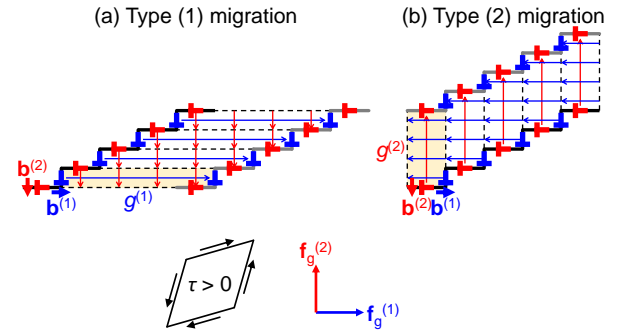 (a) Type (1) migration
(b) Type (2) migration
b(2)
b(1)
g(1)
g(2)
b(2) b(1)
τ > 0
fg(2)
fg(1)